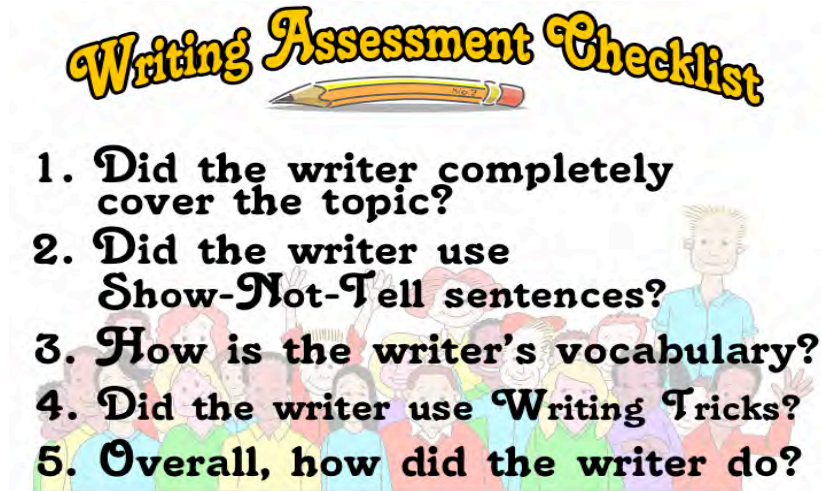 Writing Assessment Checklist
No.2
1. Did the writer completely
cover the topic?
2. Did the writer use
Show-Not-Tell sentences?
3. How is the writer's vocabulary?
4. Did the writer use Writing Tricks?
5. Overall, how did the writer do?